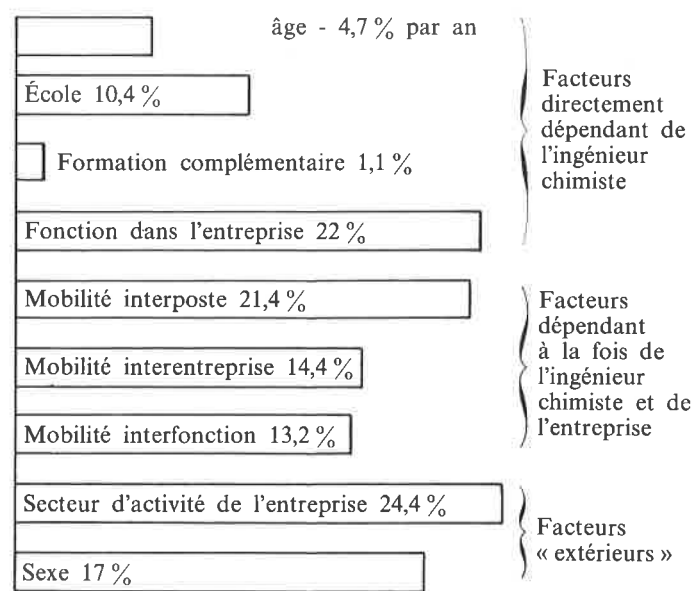 âge - 4,7 % par an
École 10,4 %
Formation complémentaire 1,1 %
Fonction dans l'entreprise 22 %
Facteurs
directement
dépendant de
l'ingénieur
chimiste
Mobilité interposte 21,4 %
Mobilité interentreprise 14,4 %
Mobilité interfonction 13,2 %
Facteurs
dépendant
à la fois de
l'ingénieur
chimiste et de
l'entreprise
Secteur d'activité de l'entreprise 24,4 %
Sexe 17 %
Facteurs
« extérieurs »